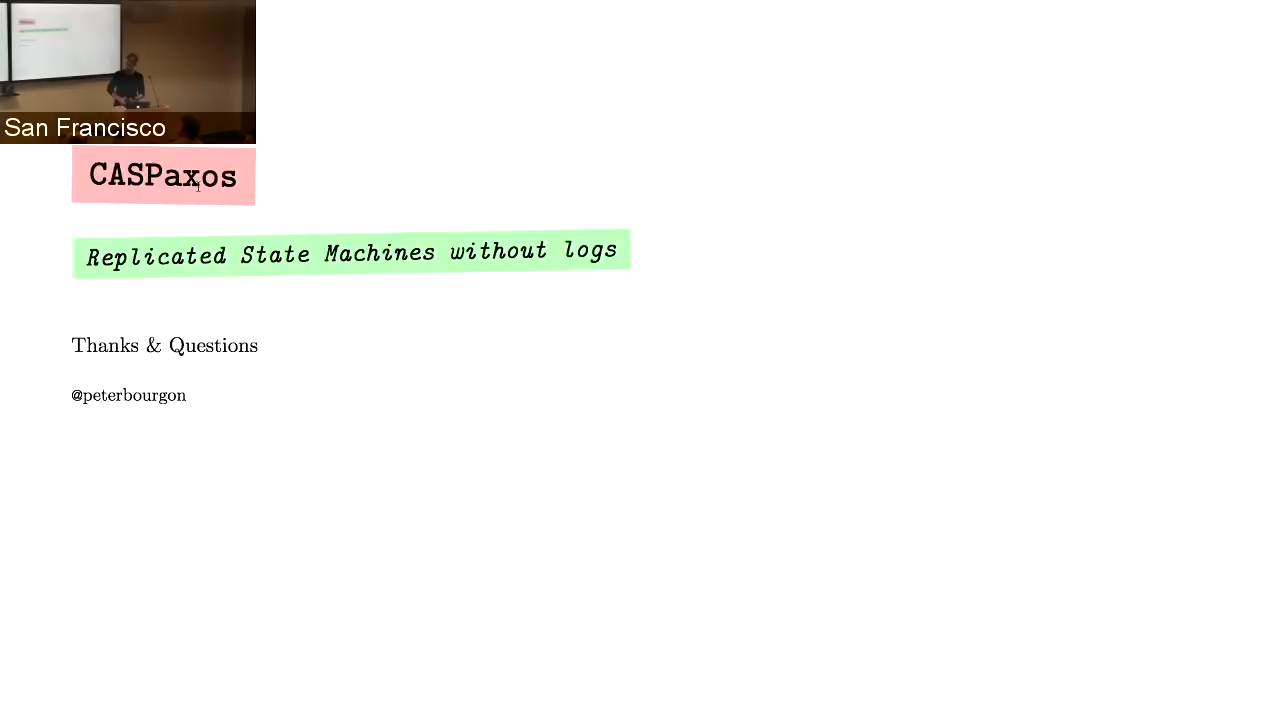 San Francisco
CASPaxos
Replicated State Machines without logs
Thanks & Questions
@peterbourgon